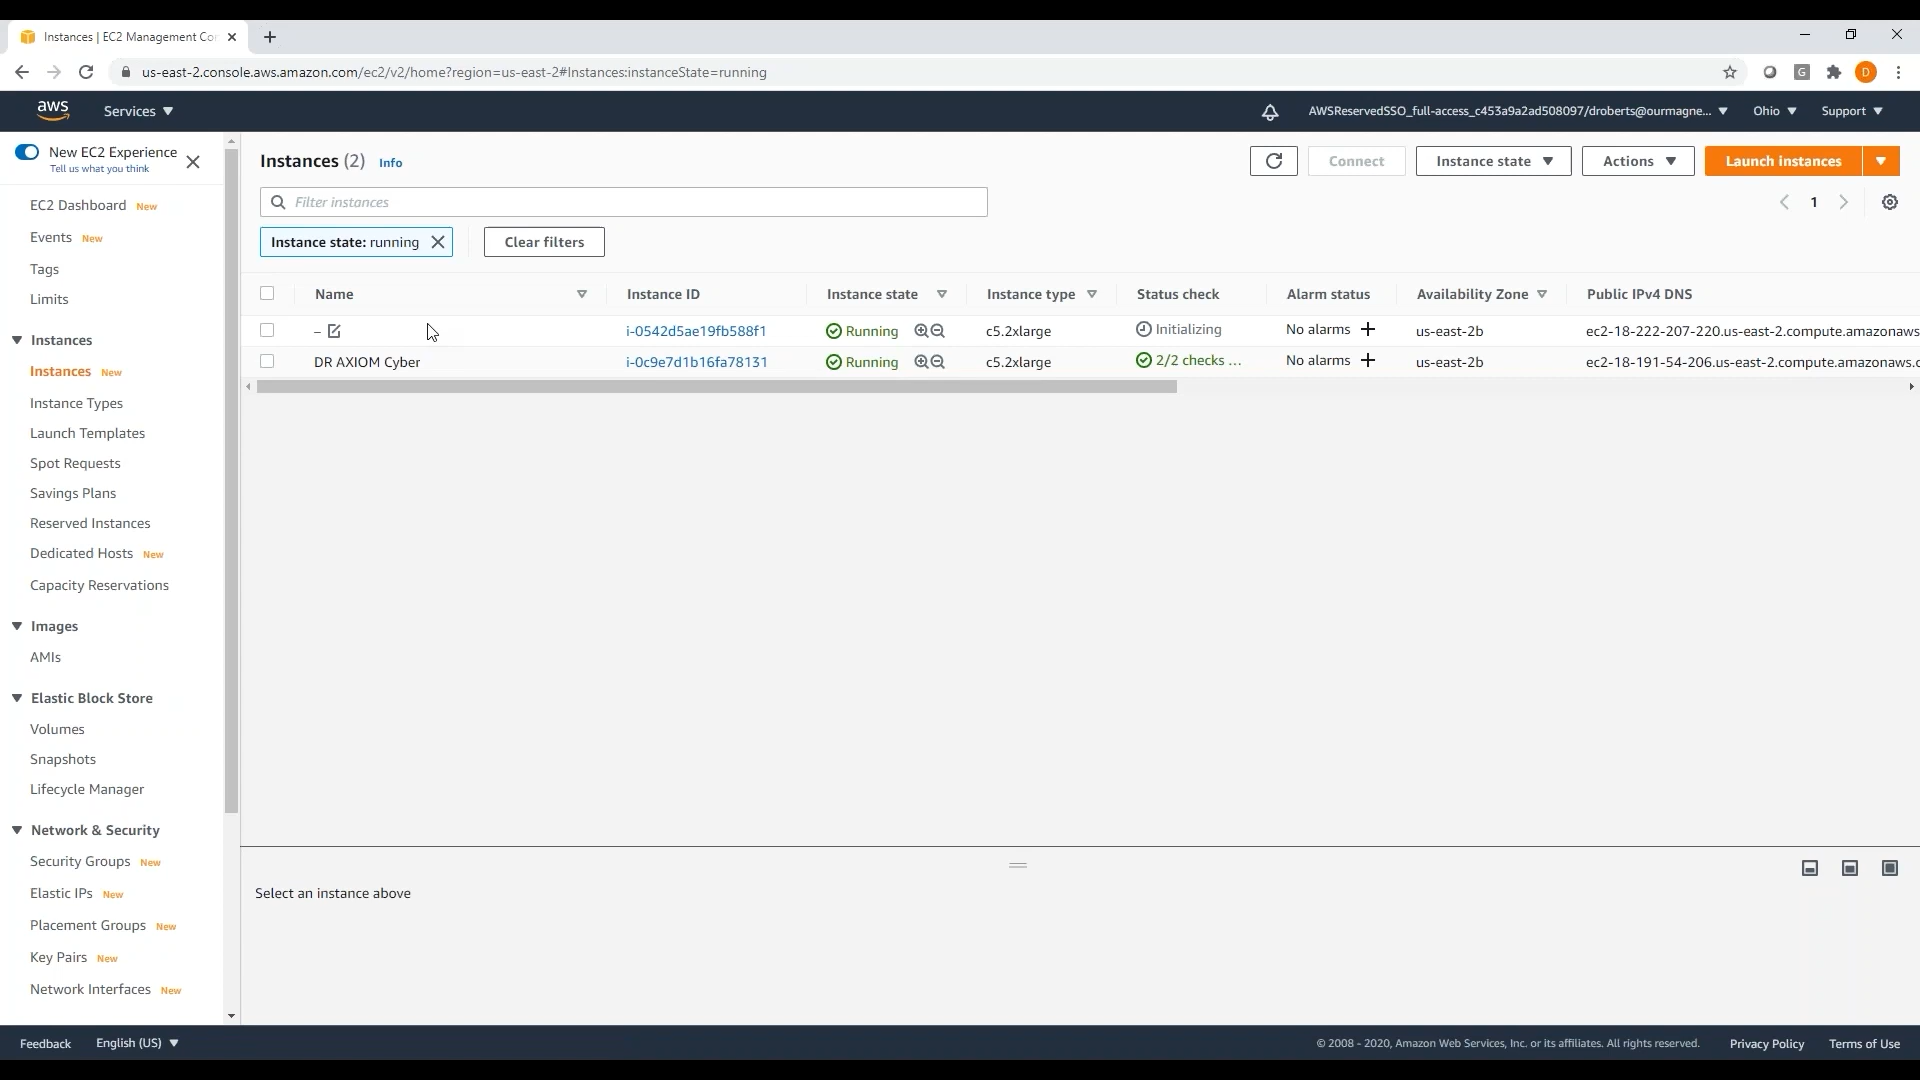 Instances | EC2 Management Con
us-east-2.console.aws.amazon.com/ec2/v2/home?region=us-east-2#Instances:instanceState=running
G
D
aws
Services
AWSReservedSSO_full-access_c453a9a2ad508097/droberts@ourmagne...
Ohio
Support
New EC2 Experience
Tell us what you think
EC2 Dashboard New
Events New
Tags
Limits
Instances
Instances New
Instance Types
Launch Templates
Spot Requests
Savings Plans
Reserved Instances
Dedicated Hosts New
Capacity Reservations
Images
AMIs
Elastic Block Store
Volumes
Snapshots
Lifecycle Manager
Network & Security
Security Groups New
Elastic IPs New
Placement Groups New
Key Pairs New
Network Interfaces New
Instances (2) Info
Connect
Instance state
Actions
Launch instances
Filter instances
1
Instance state: running
Clear filters
Name Instance ID Instance state Instance type Status check Alarm status Availability Zone Public IPv4 DNS
– i-0542d5ae19fb588f1 Running c5.2xlarge Initializing No alarms + us-east-2b ec2-18-222-207-220.us-east-2.compute.amazonaws
DR AXIOM Cyber i-0c9e7d1b16fa78131 Running c5.2xlarge 2/2 checks ... No alarms + us-east-2b ec2-18-191-54-206.us-east-2.compute.amazonaws.c
Select an instance above
Feedback
English (US)
© 2008 - 2020, Amazon Web Services, Inc. or its affiliates. All rights reserved.
Privacy Policy
Terms of Use